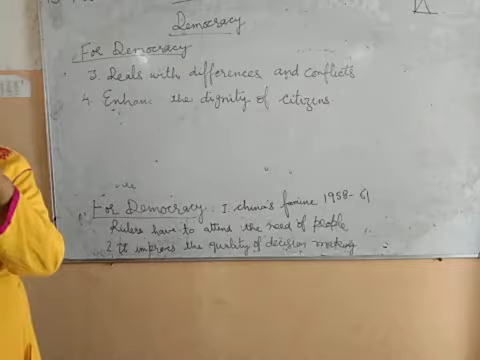 Democracy
For Democracy
3. Deals with differences and conflicts
4. Enhanc the dignity of citizens.
For Democracy: 1. China's famine 1958-61
Rulers have to attend the need of people
2. It improves the quality of decision making